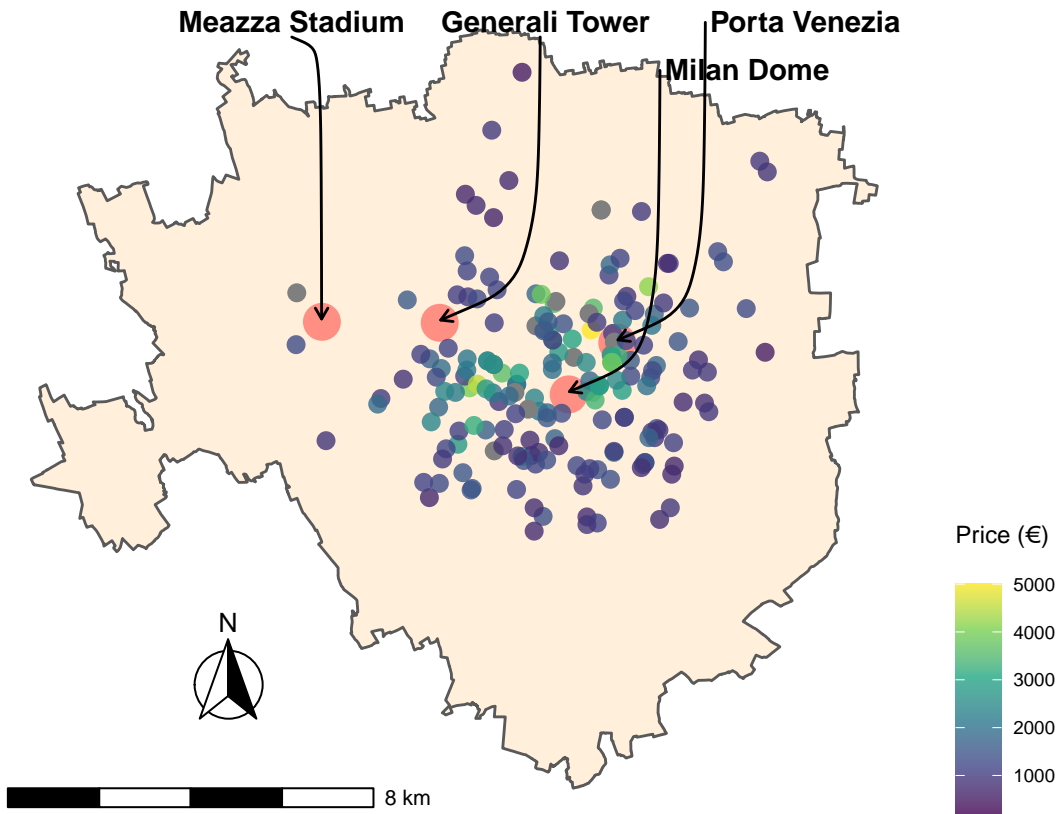 Meazza Stadium
Generali Tower
Porta Venezia
Milan Dome
Price (€)
5000
4000
3000
2000
1000
N
8 km